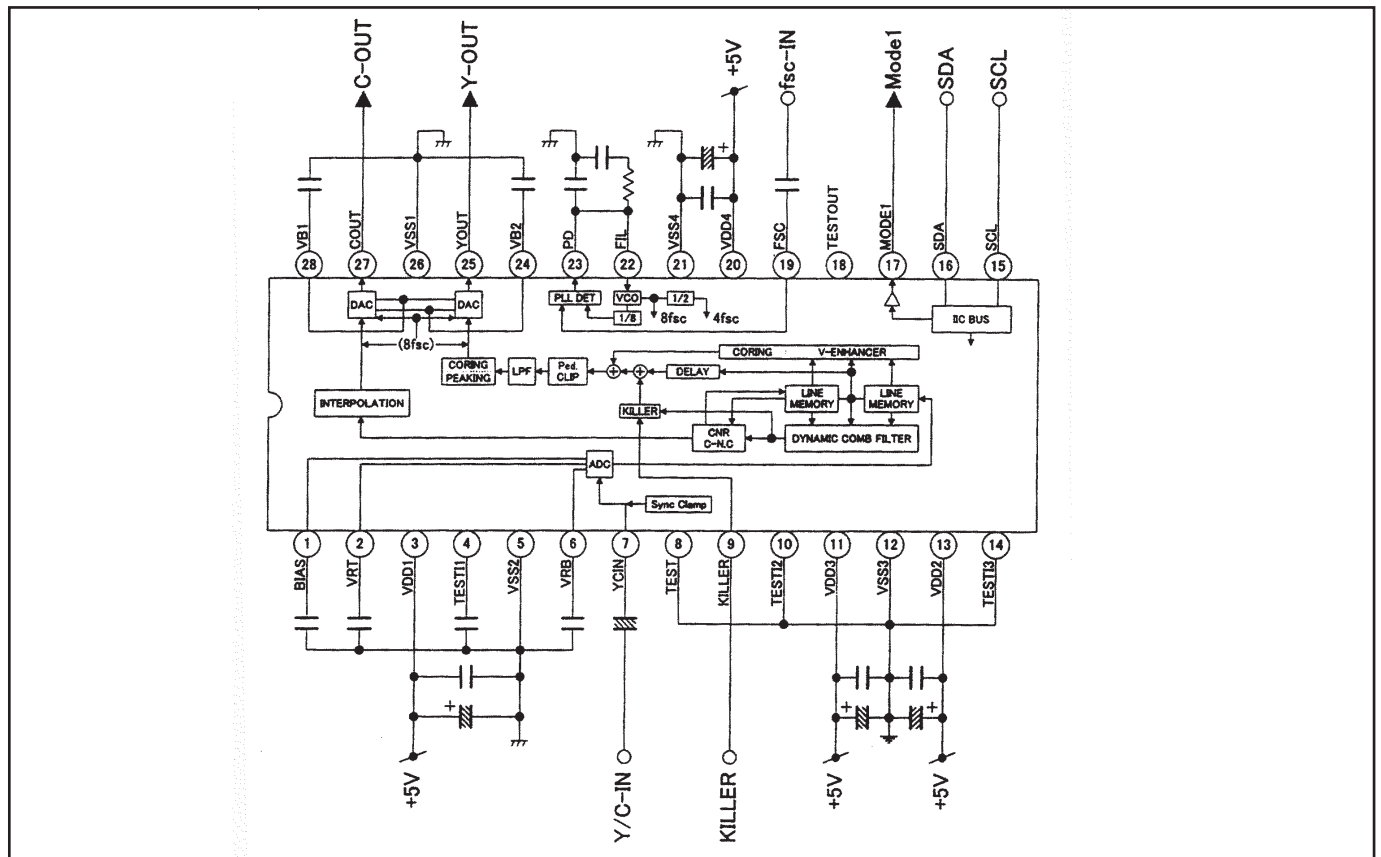 C-OUT
Y-OUT
+5V
fsc-IN
Mode1
SDA
SCL
VB1
COUT
VSS1
YOUT
VB2
PD
FIL
VSS4
+
VDD4
FSC
TESTOUT
MODE1
SDA
SCL
28
27
26
25
24
23
22
21
20
19
18
17
16
15
DAC
DAC
PLL DET
VCO
1/2
1/8
8fsc
4fsc
IIC BUS
(8fsc)
CORING
V-ENHANCER
CORING
PEAKING
LPF
Ped.
CLIP
+
+
DELAY
INTERPOLATION
LINE
MEMORY
LINE
MEMORY
KILLER
CNR
C-N.C
DYNAMIC COMB FILTER
ADC
Sync Clamp
1
2
3
4
5
6
7
8
9
10
11
12
13
14
BIAS
VRT
VDD1
TESTI1
VSS2
VRB
YCIN
TEST
KILLER
TESTI2
VDD3
VSS3
VDD2
TESTI3
+
+
+
+5V
Y/C-IN
KILLER
+5V
+5V